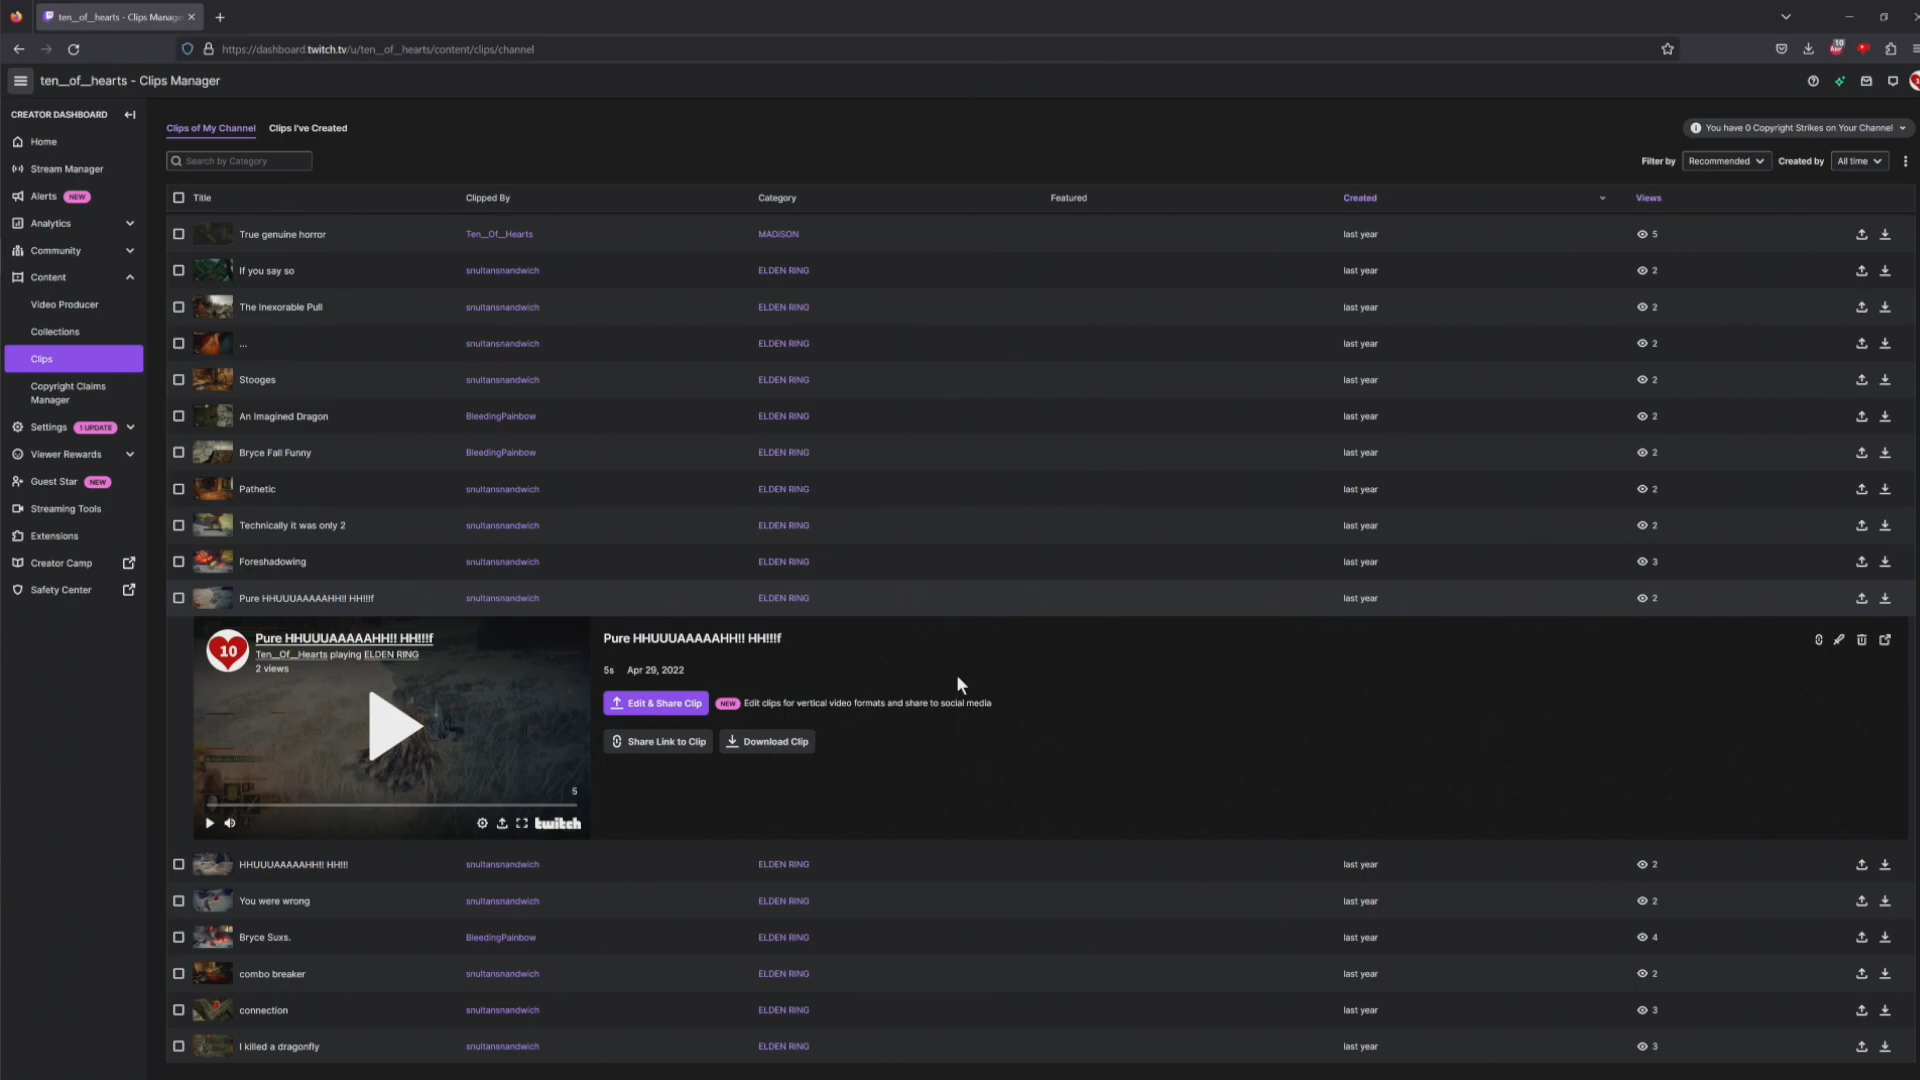 ten__of__hearts - Clips Manage
https://dashboard.twitch.tv/u/ten__of__hearts/content/clips/channel
10
ten__of__hearts - Clips Manager
CREATOR DASHBOARD
Home
Stream Manager
Alerts NEW
Analytics
Community
Content
Video Producer
Collections
Clips
Copyright Claims
Manager
Settings 1 UPDATE
Viewer Rewards
Guest Star NEW
Streaming Tools
Extensions
Creator Camp
Safety Center
Clips of My Channel Clips I've Created
You have 0 Copyright Strikes on Your Channel
Search by Category
Filter by Recommended Created by All time
Title Clipped By Category Featured Created Views
True genuine horror Ten__Of__Hearts MADiSON last year 5
If you say so snultansnandwich ELDEN RING last year 2
The Inexorable Pull snultansnandwich ELDEN RING last year 2
... snultansnandwich ELDEN RING last year 2
Stooges snultansnandwich ELDEN RING last year 2
An Imagined Dragon BleedingPainbow ELDEN RING last year 2
Bryce Fall Funny BleedingPainbow ELDEN RING last year 2
Pathetic snultansnandwich ELDEN RING last year 2
Technically it was only 2 snultansnandwich ELDEN RING last year 2
Foreshadowing snultansnandwich ELDEN RING last year 3
Pure HHUUUAAAAAHH!! HH!!!f snultansnandwich ELDEN RING last year 2
10
Pure HHUUUAAAAAHH!! HH!!!f
Ten__Of__Hearts playing ELDEN RING
2 views
5
twitch
Pure HHUUUAAAAAHH!! HH!!!f
5s Apr 29, 2022
Edit & Share Clip NEW Edit clips for vertical video formats and share to social media
Share Link to Clip Download Clip
HHUUUAAAAAHH!! HH!!! snultansnandwich ELDEN RING last year 2
You were wrong snultansnandwich ELDEN RING last year 2
Bryce Suxs. BleedingPainbow ELDEN RING last year 4
combo breaker snultansnandwich ELDEN RING last year 2
connection snultansnandwich ELDEN RING last year 3
I killed a dragonfly snultansnandwich ELDEN RING last year 3